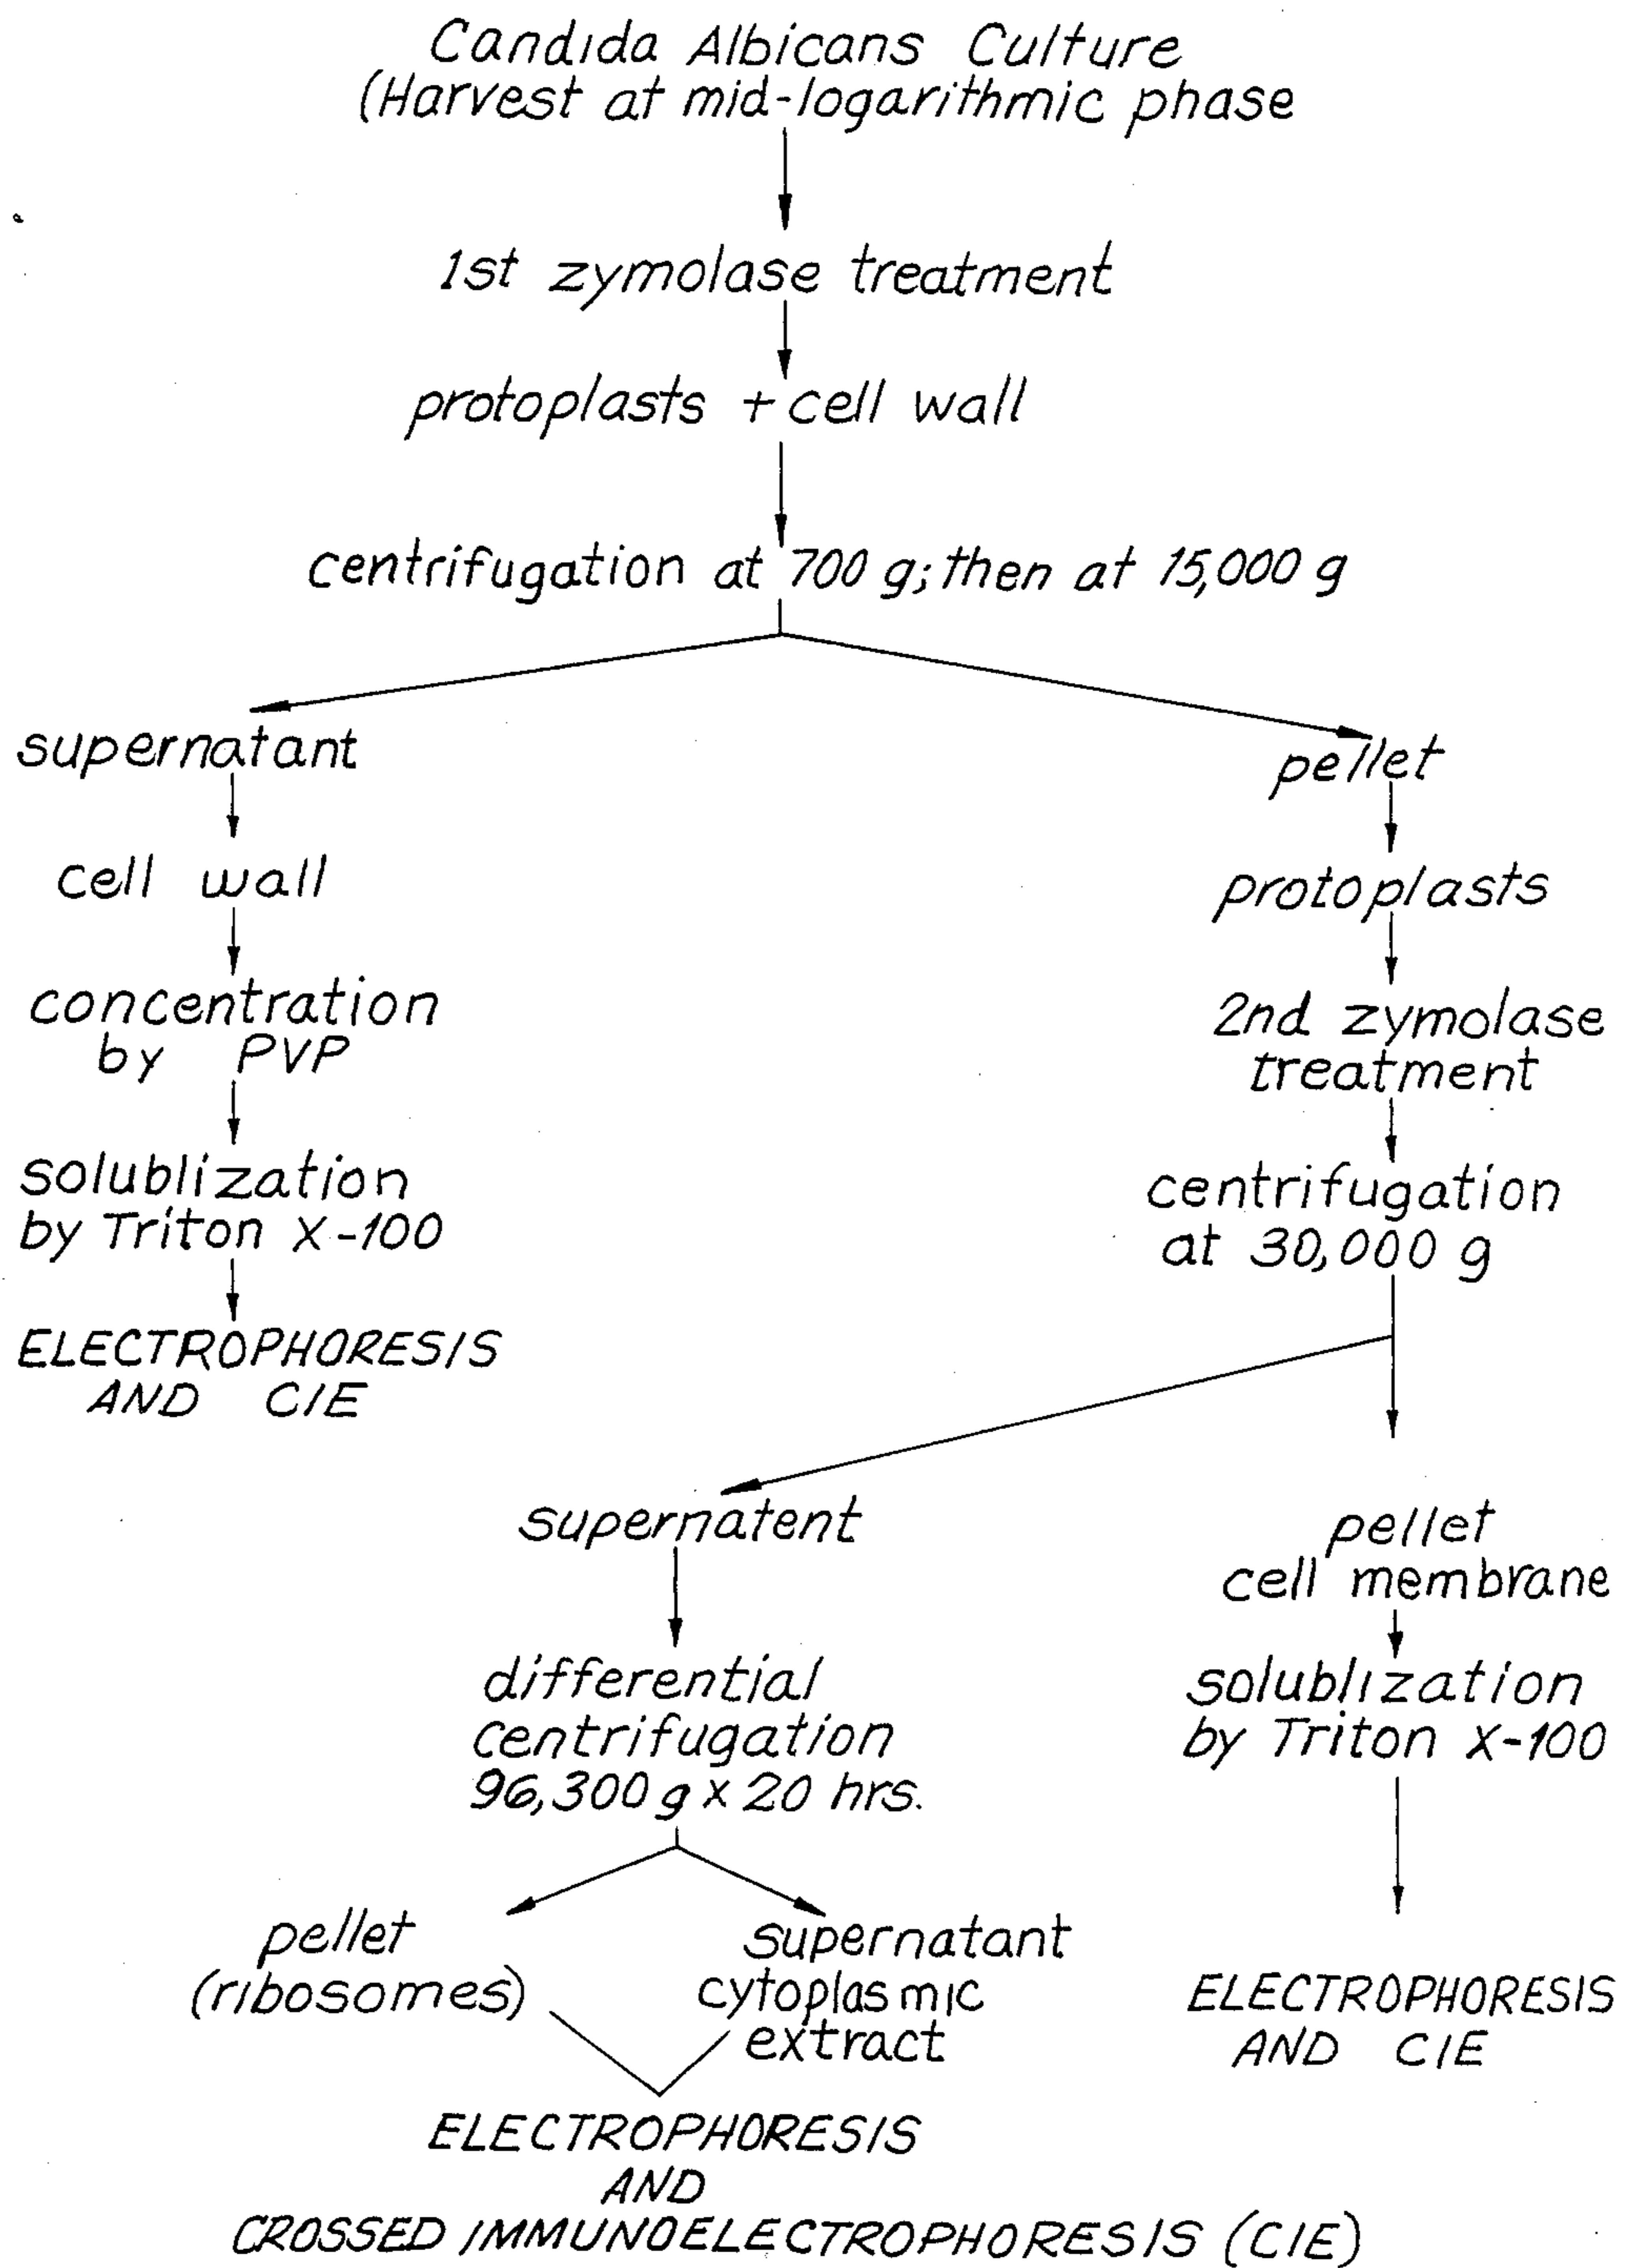 Candida Albicans Culture
(Harvest at mid-logarithmic phase
1st zymolase treatment
protoplasts + cell wall
centrifugation at 700 g; then at 15,000 g
supernatant
cell wall
concentration
by PVP
solublization
by Triton X-100
ELECTROPHORESIS
AND CIE
pellet
protoplasts
2nd zymolase
treatment
centrifugation
at 30,000 g
supernatent
differential
centrifugation
96,300 g x 20 hrs.
pellet
(ribosomes)
supernatant
cytoplasmic
extract
ELECTROPHORESIS
AND
CROSSED IMMUNOELECTROPHORESIS (CIE)
pellet
cell membrane
solublization
by Triton X-100
ELECTROPHORESIS
AND CIE